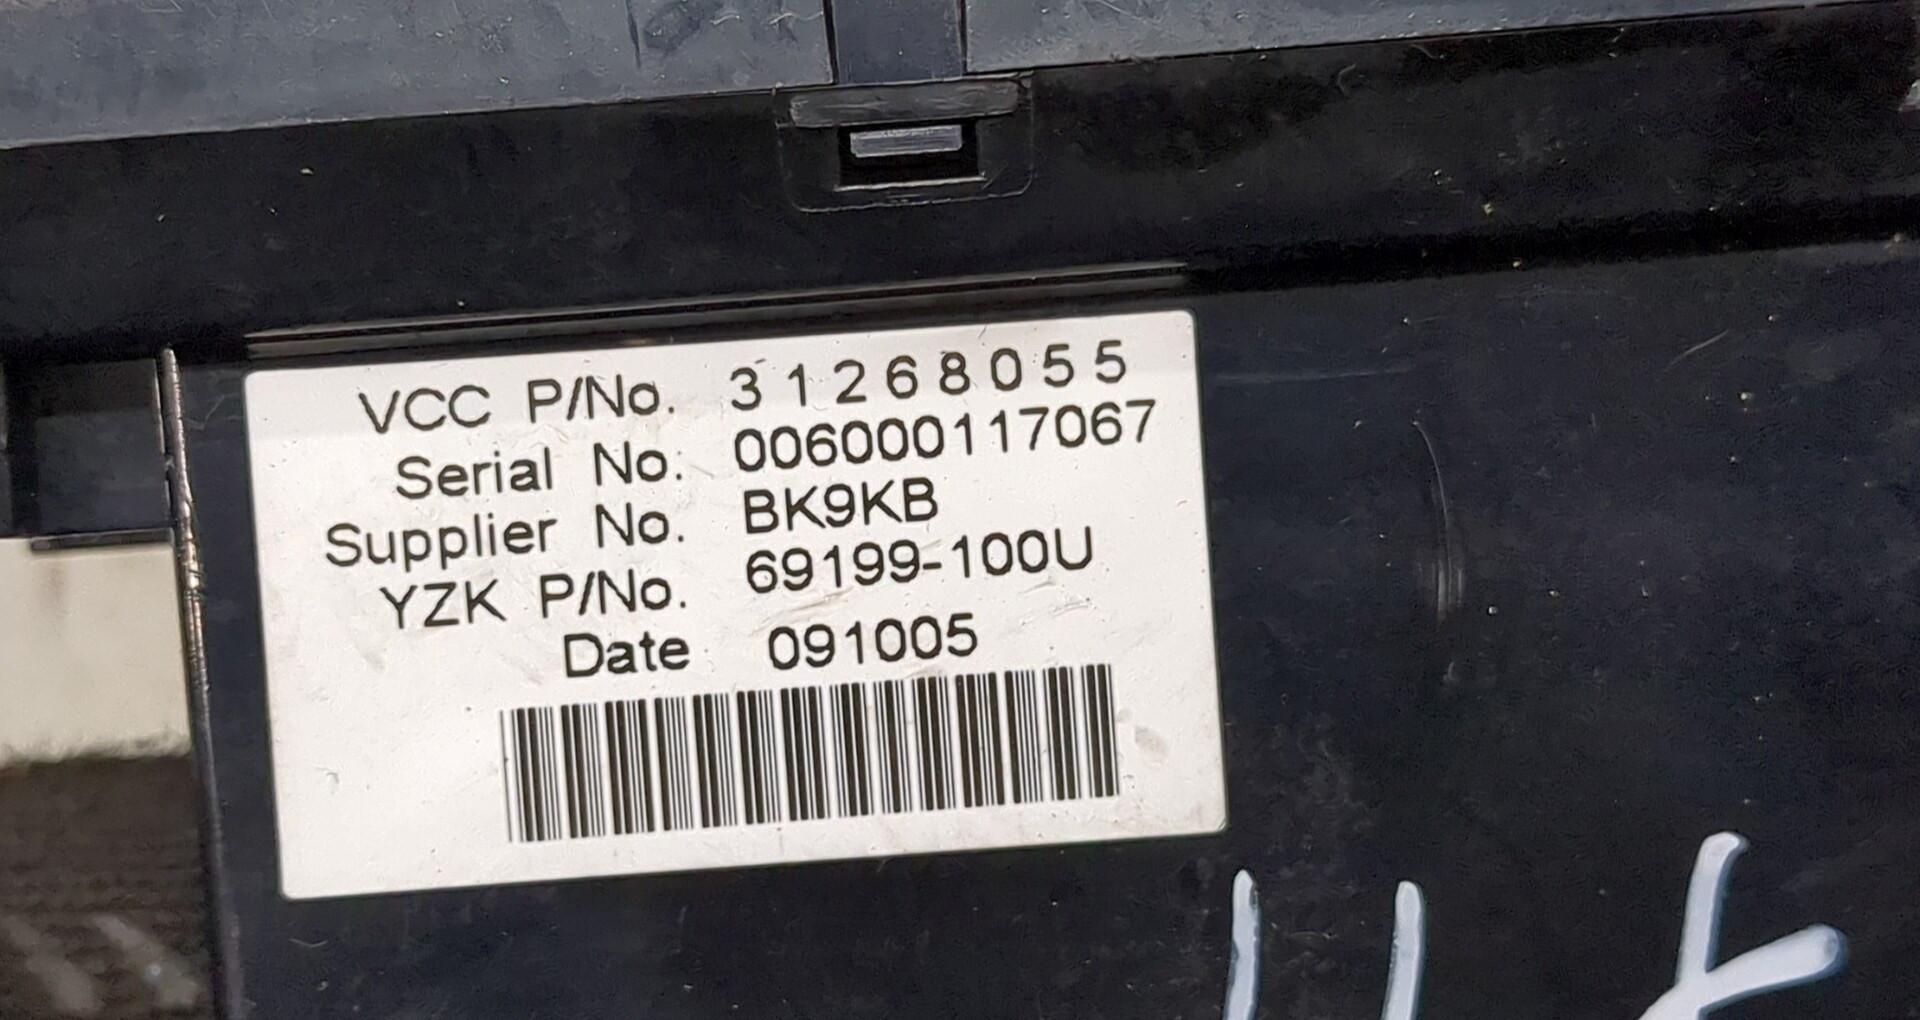 VCC P/No. 31268055
Serial No. 006000117067
Supplier No. BK9KB
YZK P/No. 69199-100U
Date 091005